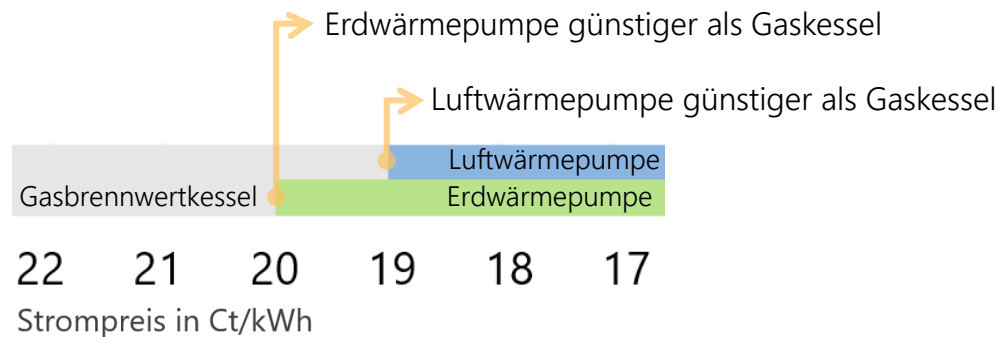 Erdwärmepumpe günstiger als Gaskessel
Luftwärmepumpe günstiger als Gaskessel
Luftwärmepumpe
Gasbrennwertkessel Erdwärmepumpe
22 21 20 19 18 17
Strompreis in Ct/kWh